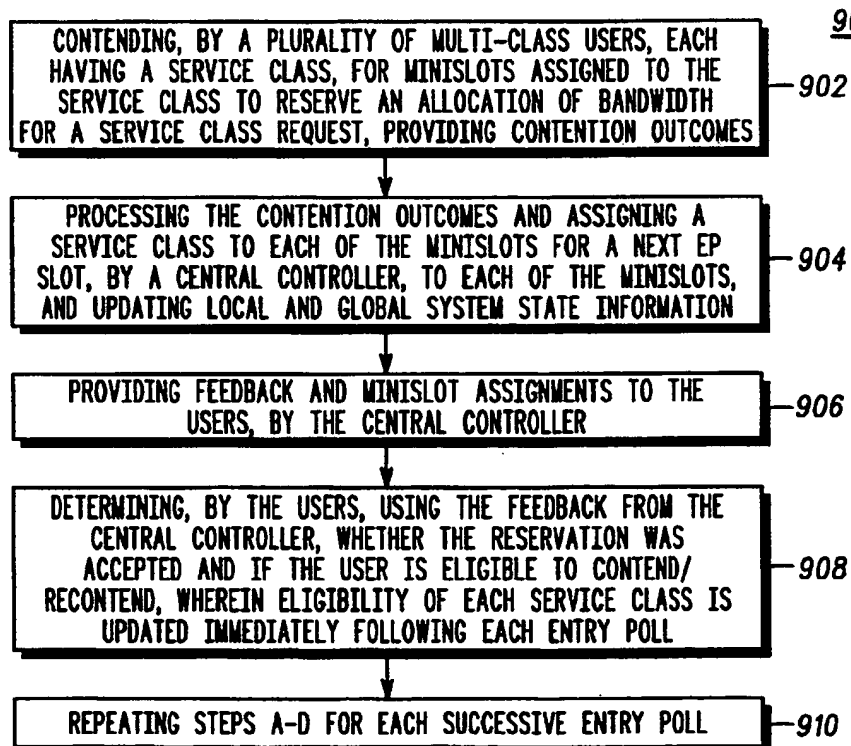 90
CONTENDING, BY A PLURALITY OF MULTI-CLASS USERS, EACH
HAVING A SERVICE CLASS, FOR MINISLOTS ASSIGNED TO THE
SERVICE CLASS TO RESERVE AN ALLOCATION OF BANDWIDTH
FOR A SERVICE CLASS REQUEST, PROVIDING CONTENTION OUTCOMES
902
PROCESSING THE CONTENTION OUTCOMES AND ASSIGNING A
SERVICE CLASS TO EACH OF THE MINISLOTS FOR A NEXT EP
SLOT, BY A CENTRAL CONTROLLER, TO EACH OF THE MINISLOTS,
AND UPDATING LOCAL AND GLOBAL SYSTEM STATE INFORMATION
904
PROVIDING FEEDBACK AND MINISLOT ASSIGNMENTS TO THE
USERS, BY THE CENTRAL CONTROLLER
906
DETERMINING, BY THE USERS, USING THE FEEDBACK FROM THE
CENTRAL CONTROLLER, WHETHER THE RESERVATION WAS
ACCEPTED AND IF THE USER IS ELIGIBLE TO CONTEND/
RECONTEND, WHEREIN ELIGIBILITY OF EACH SERVICE CLASS IS
UPDATED IMMEDIATELY FOLLOWING EACH ENTRY POLL
908
REPEATING STEPS A-D FOR EACH SUCCESSIVE ENTRY POLL
910